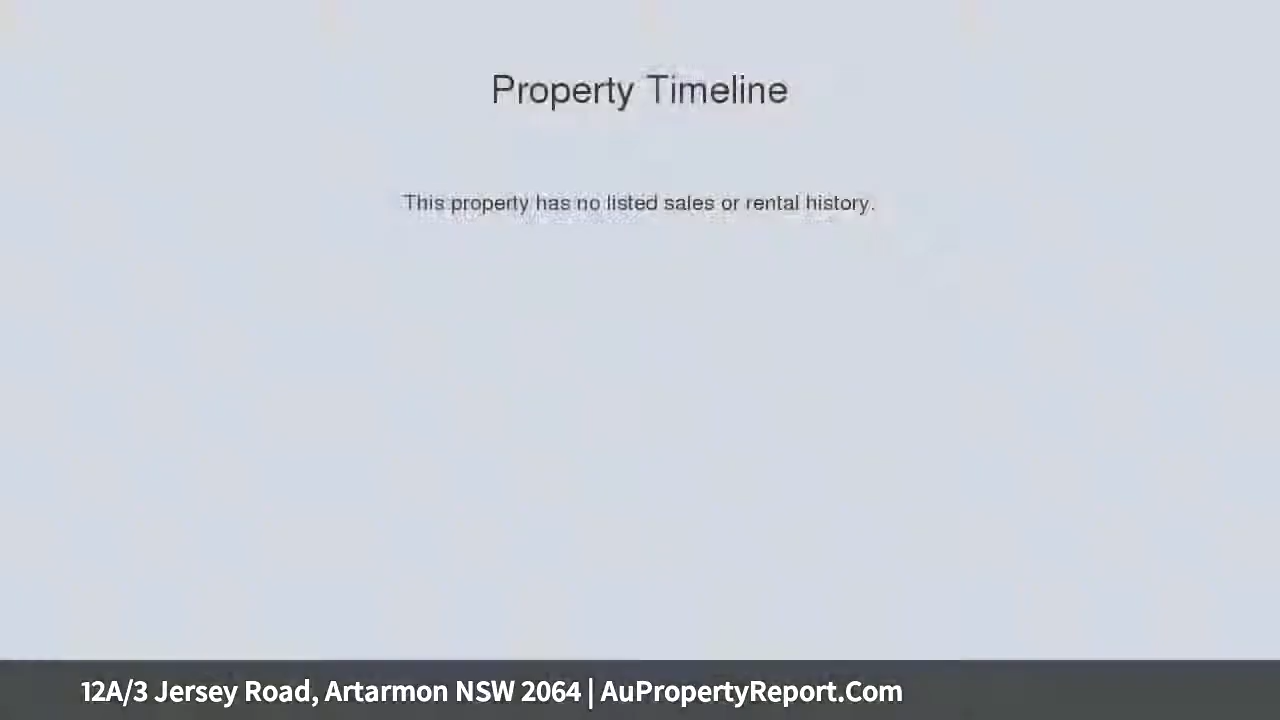 Property Timeline
This property has no listed sales or rental history.
12A/3 Jersey Road, Artarmon NSW 2064 | AuPropertyReport.Com